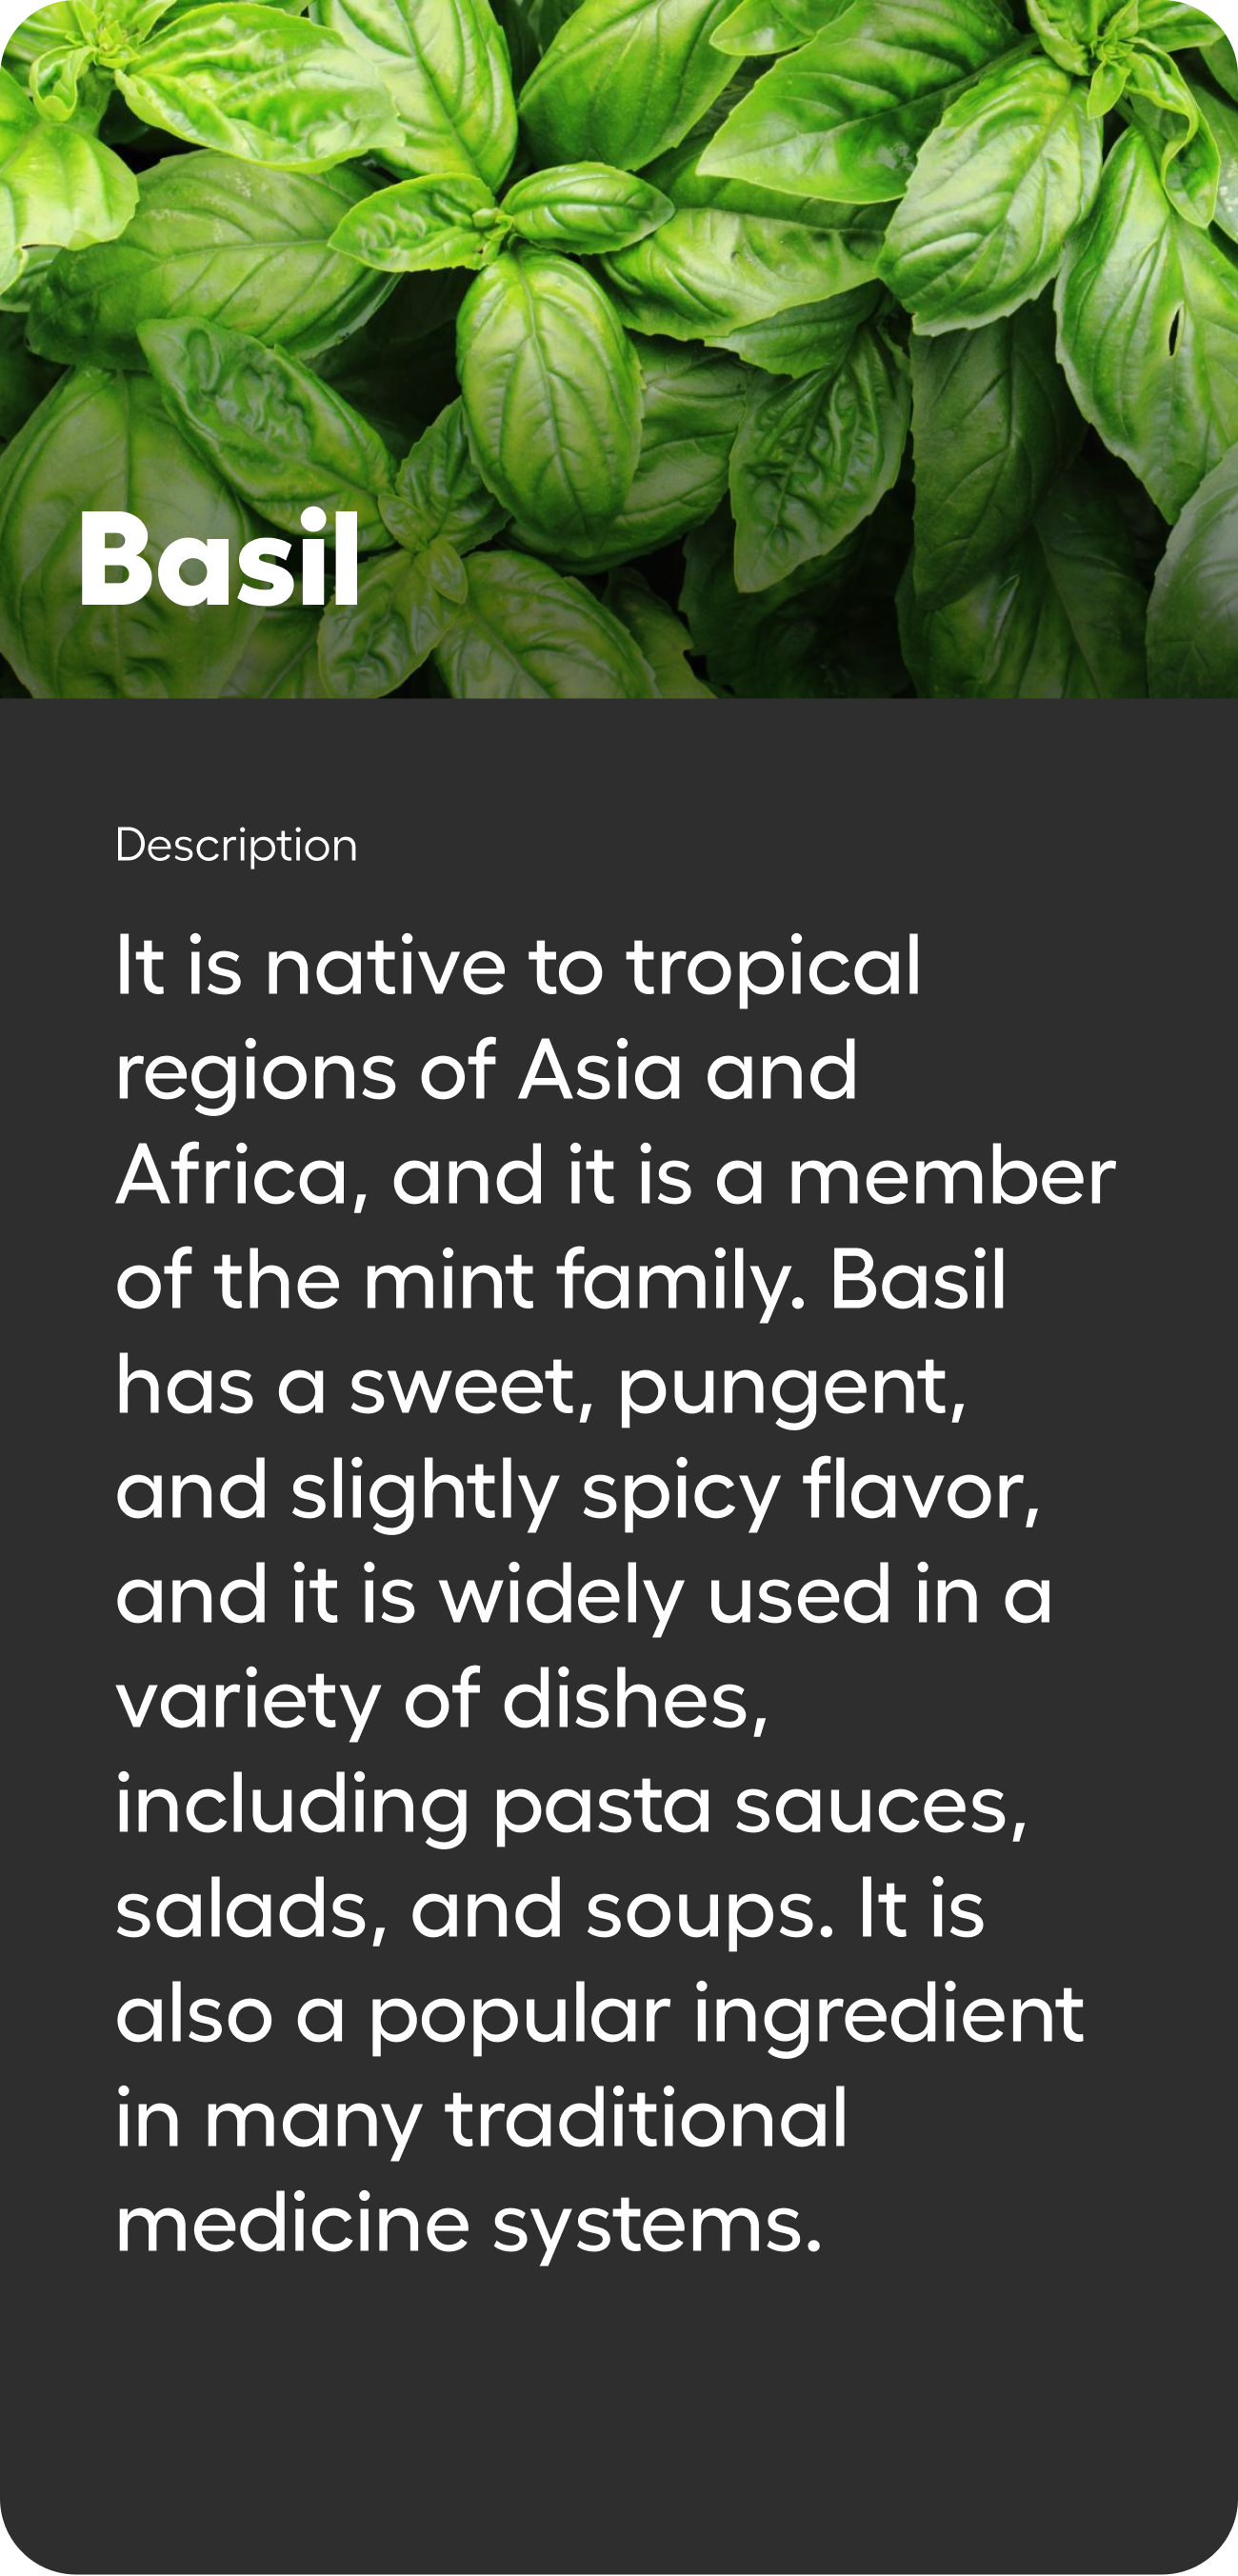 Basil
Description
It is native to tropical
regions of Asia and
Africa, and it is a member
of the mint family. Basil
has a sweet, pungent,
and slightly spicy flavor,
and it is widely used in a
variety of dishes,
including pasta sauces,
salads, and soups. It is
also a popular ingredient
in many traditional
medicine systems.